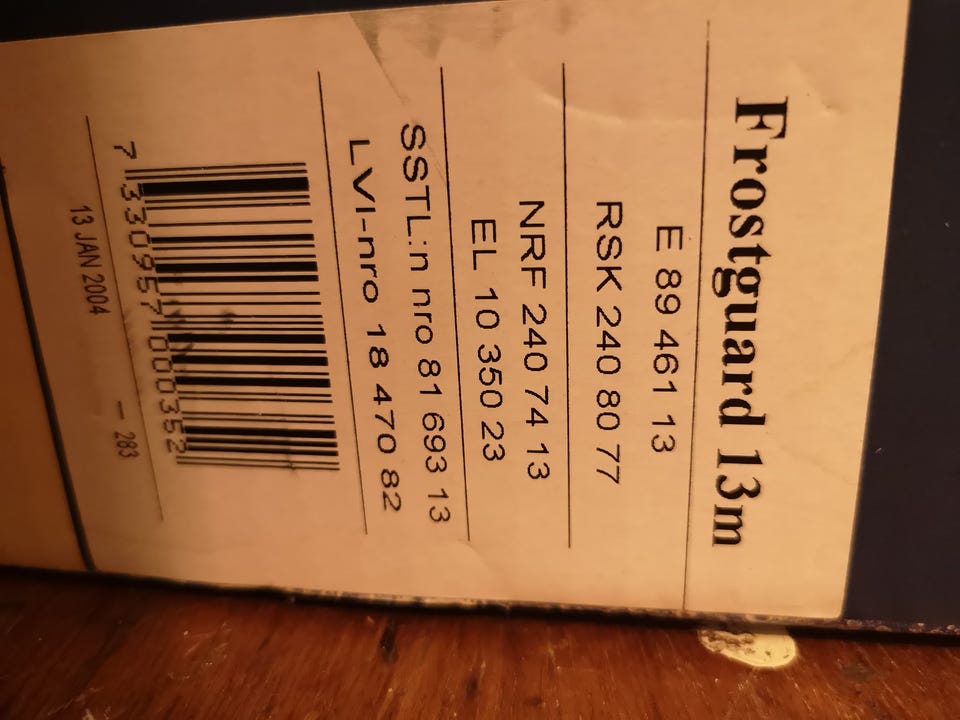 Frostguard 13m
E 89 461 13
RSK 240 80 77
NRF 240 74 13
EL 10 350 23
SSTL:n nro 81 693 13
LVI-nro 18 470 82
7 330957 000352
13 JAN 2004 - 283